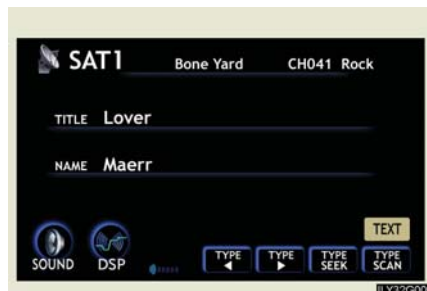 SAT1 Bone Yard CH041 Rock
TITLE Lover
NAME Maerr
TEXT
SOUND DSP TYPE ◀ TYPE ▶ TYPE SEEK TYPE SCAN